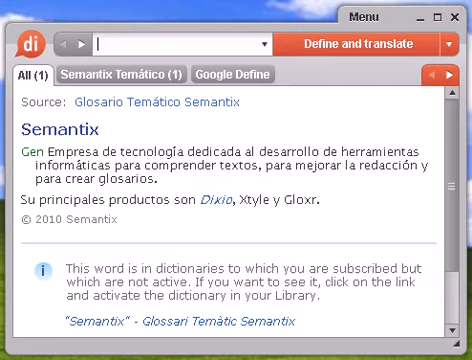 Menu
di
Define and translate
All (1)
Semantix Temático (1)
Google Define
Source: Glosario Temático Semantix
Semantix
Gen Empresa de tecnología dedicada al desarrollo de herramientas
informáticas para comprender textos, para mejorar la redacción y
para crear glosarios.
Su principales productos son Dixio, Xtyle y Gloxr.
© 2010 Semantix
i
This word is in dictionaries to which you are subscribed but
which are not active. If you want to see it, click on the link
and activate the dictionary in your Library.
"Semantix" - Glossari Temàtic Semantix